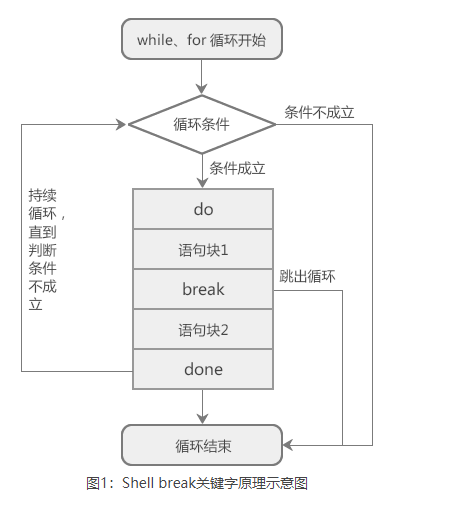 while、for 循环开始
循环条件
条件不成立
条件成立
持续
循环，
直到
判断
条件
不成
立
do
语句块1
break
跳出循环
语句块2
done
循环结束
图1：Shell break关键字原理示意图